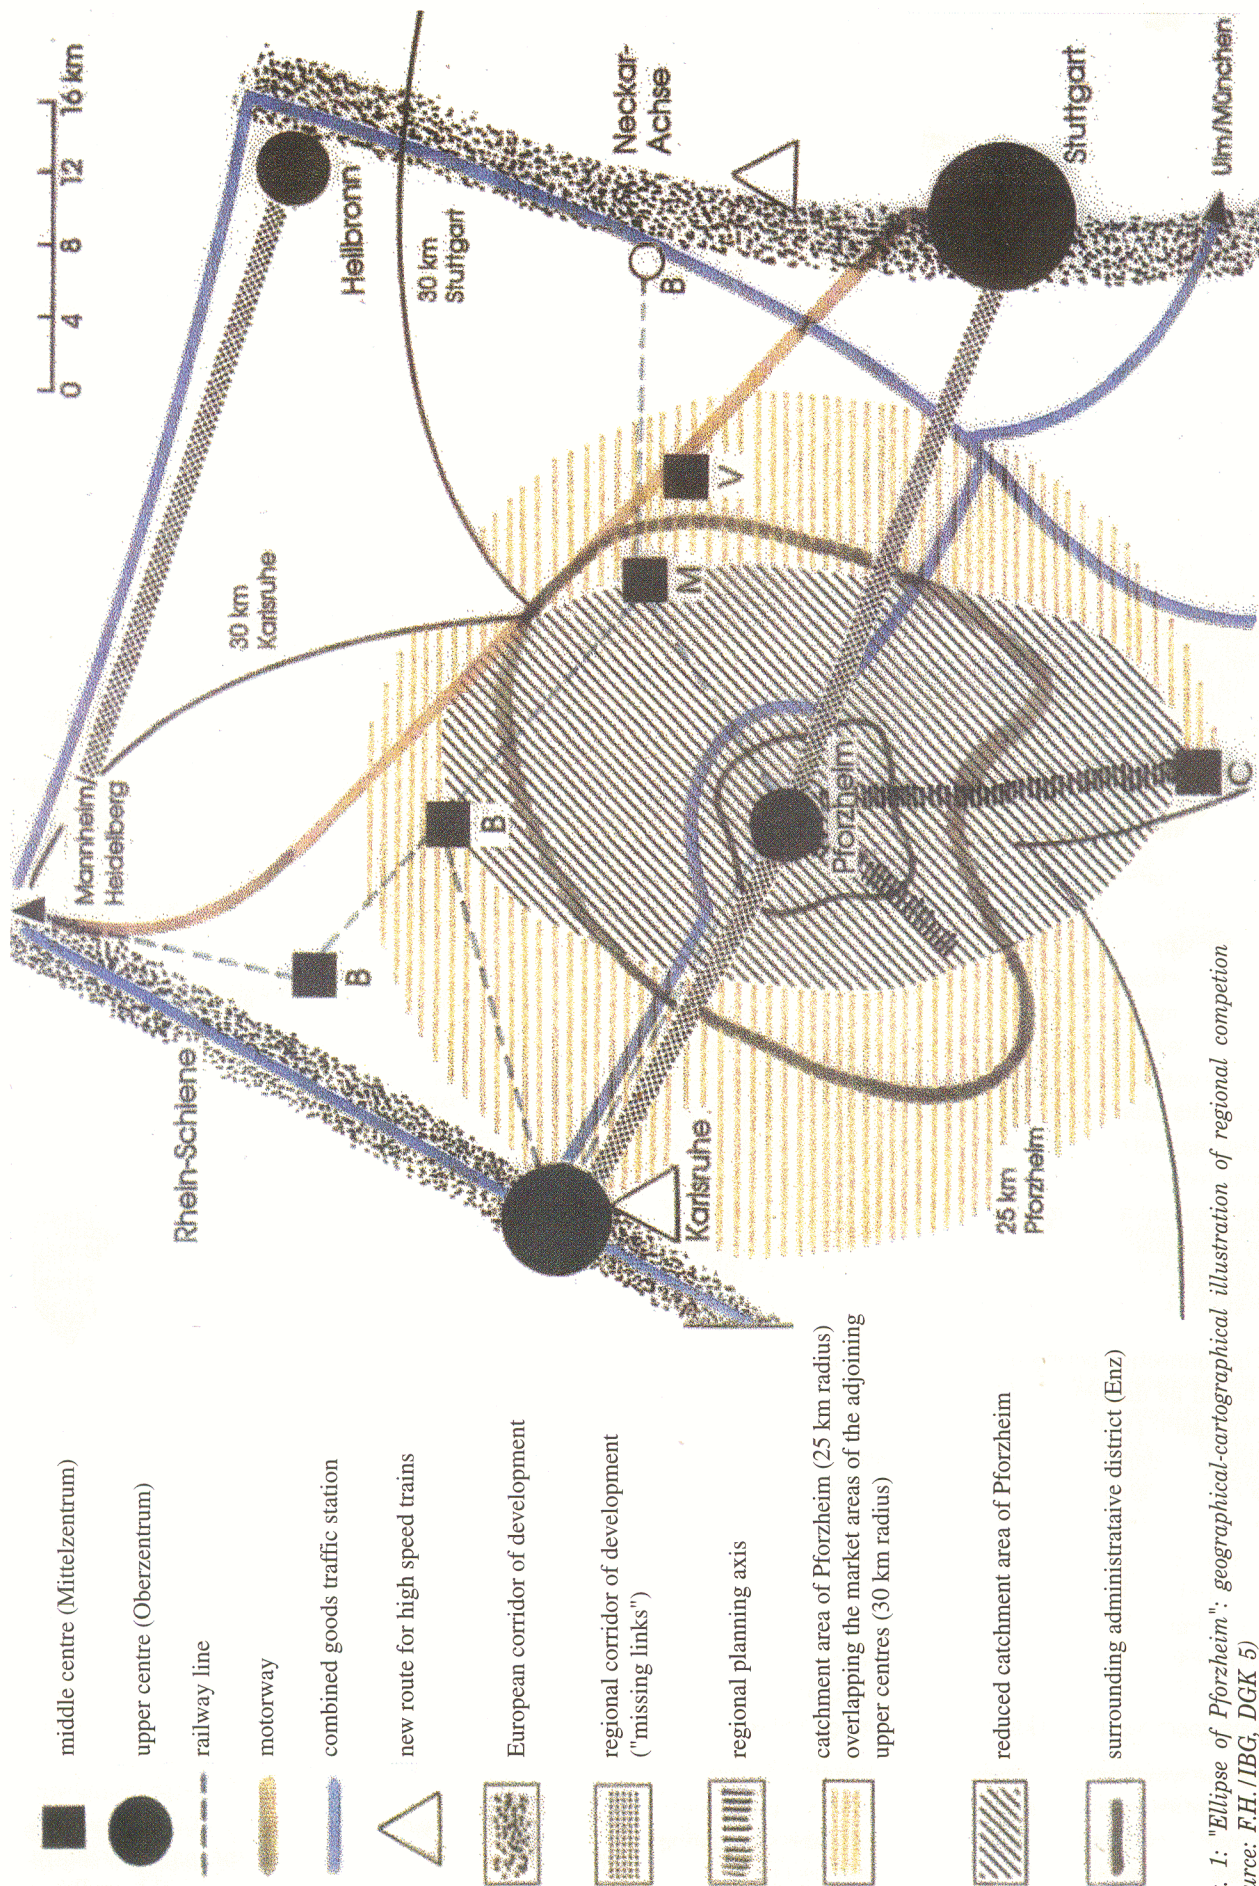 0 4 8 12 16 km
Mannheim/
Heidelberg
30 km
Karlsruhe
Heilbronn
30 km
Stuttgart
Neckar-
Achse
Rhein-Schiene
B
B
B
M
V
Karlsruhe
Pforzheim
Stuttgart
25 km
Pforzheim
C
Ulm/München
middle centre (Mittelzentrum)
upper centre (Oberzentrum)
railway line
motorway
combined goods traffic station
new route for high speed trains
European corridor of development
regional corridor of development
("missing links")
regional planning axis
catchment area of Pforzheim (25 km radius)
overlapping the market areas of the adjoining
upper centres (30 km radius)
reduced catchment area of Pforzheim
surrounding administrataive district (Enz)
. 1: "Ellipse of Pforzheim": geographical-cartographical illustration of regional competion
urce: F.H. / IBG, DGK 5)